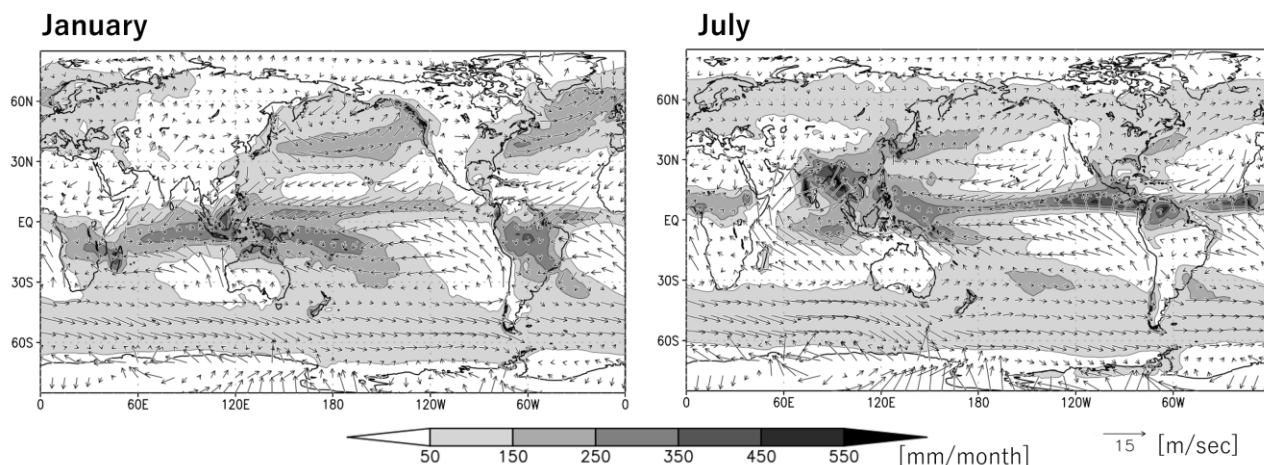 January
July
60N
30N
EQ
30S
60S
0 60E 120E 180 120W 60W 0
60N
30N
EQ
30S
60S
0 60E 120E 180 120W 60W
50 150 250 350 450 550 [mm/month]
15 [m/sec]